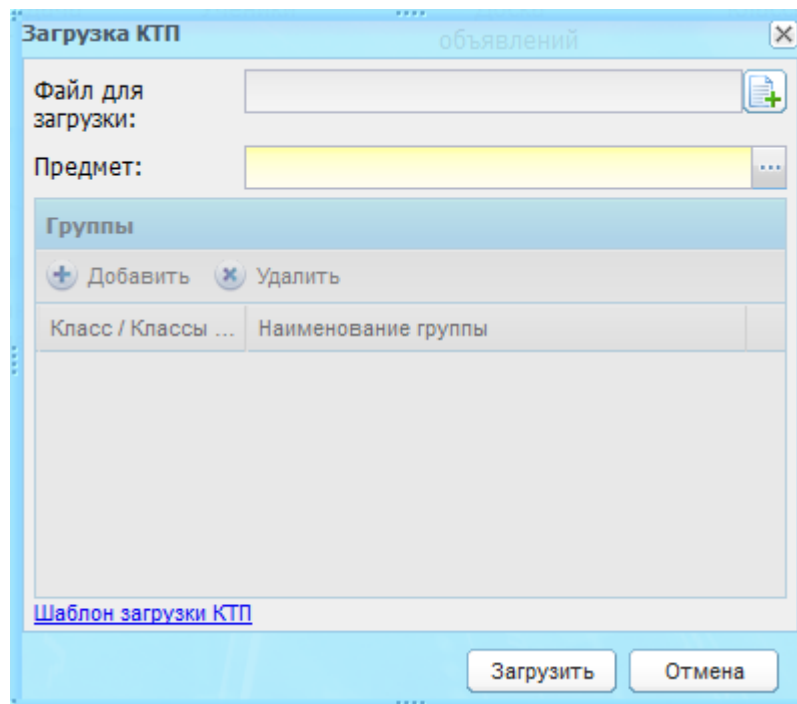 Загрузка КТП
объявлений
Файл для
загрузки:
Предмет:
...
Группы
Добавить Удалить
Класс / Классы ... Наименование группы
Шаблон загрузки КТП
Загрузить Отмена